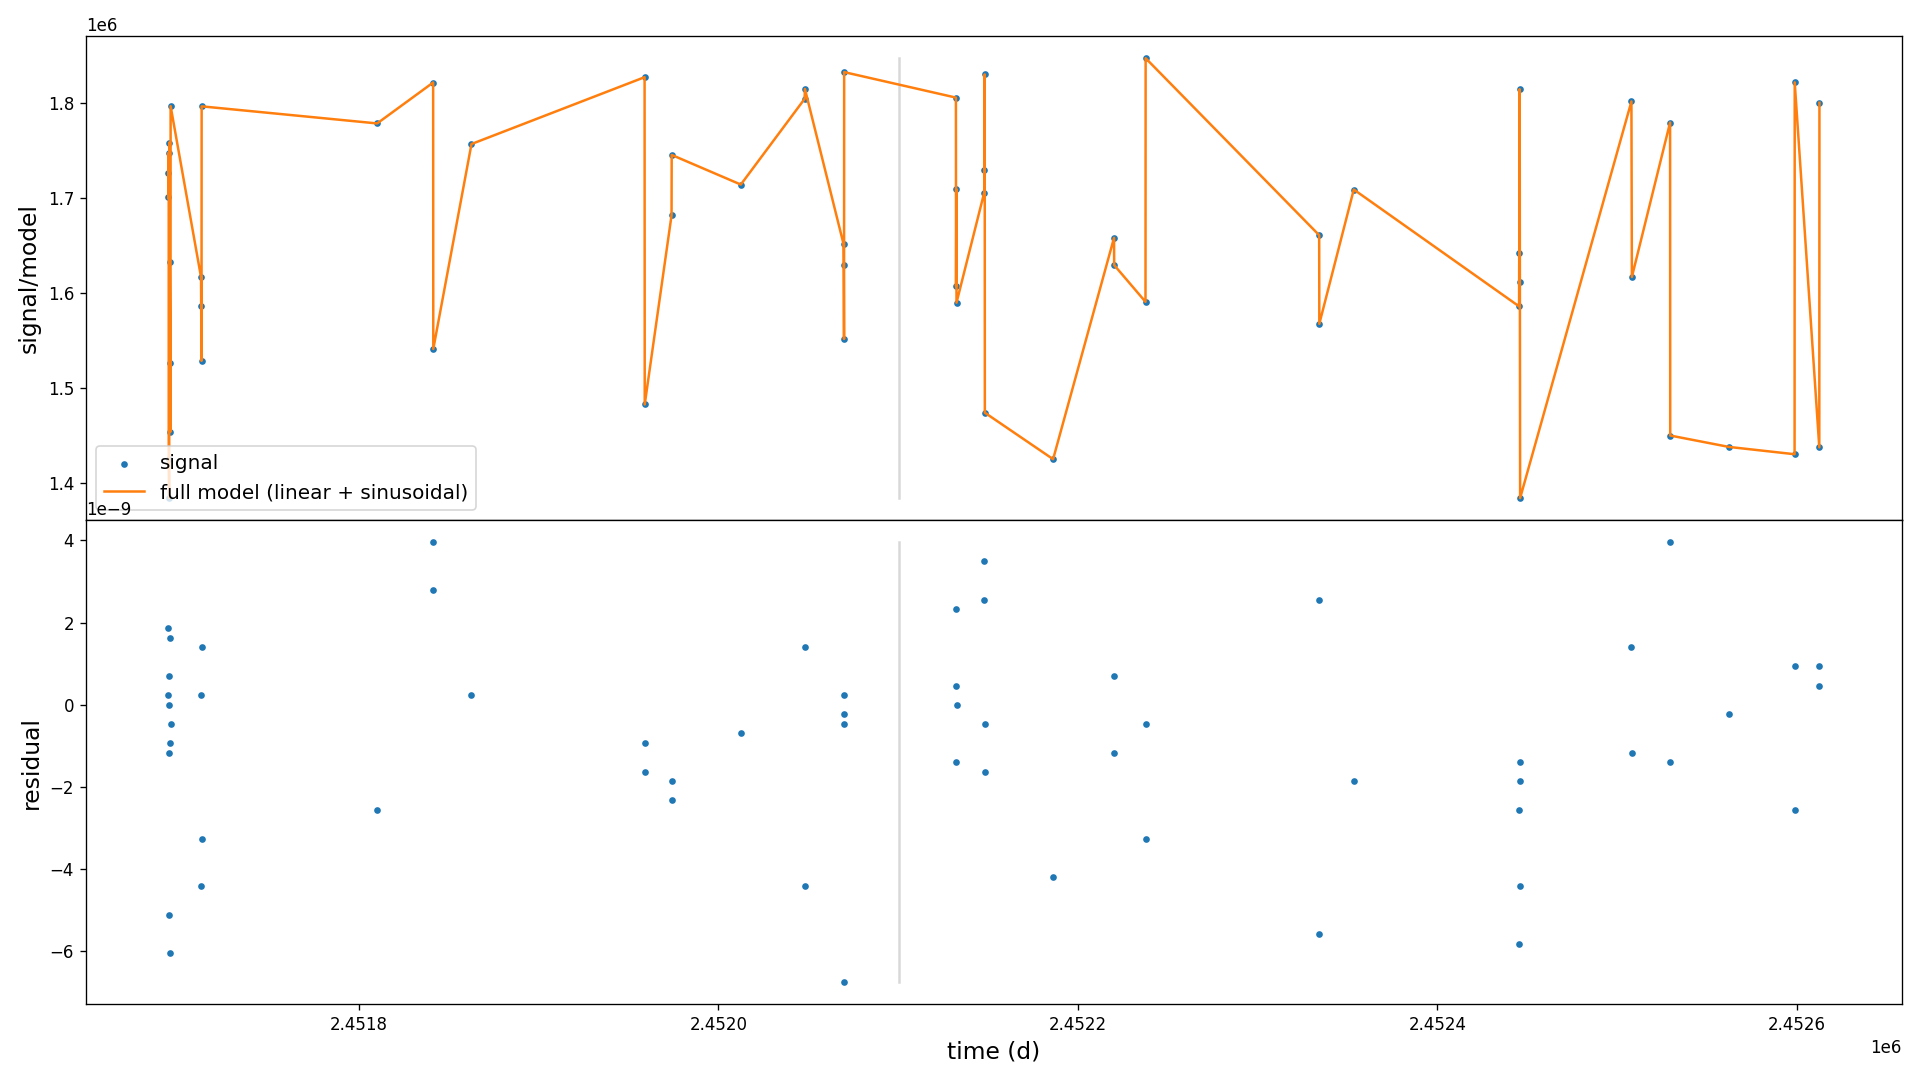 1e6
1.8
1.7
1.6
1.5
1.4
signal/model
signal
full model (linear + sinusoidal)
1e−9
4
2
0
−2
−4
−6
residual
2.4518
2.4520
2.4522
2.4524
2.4526
time (d)
1e6